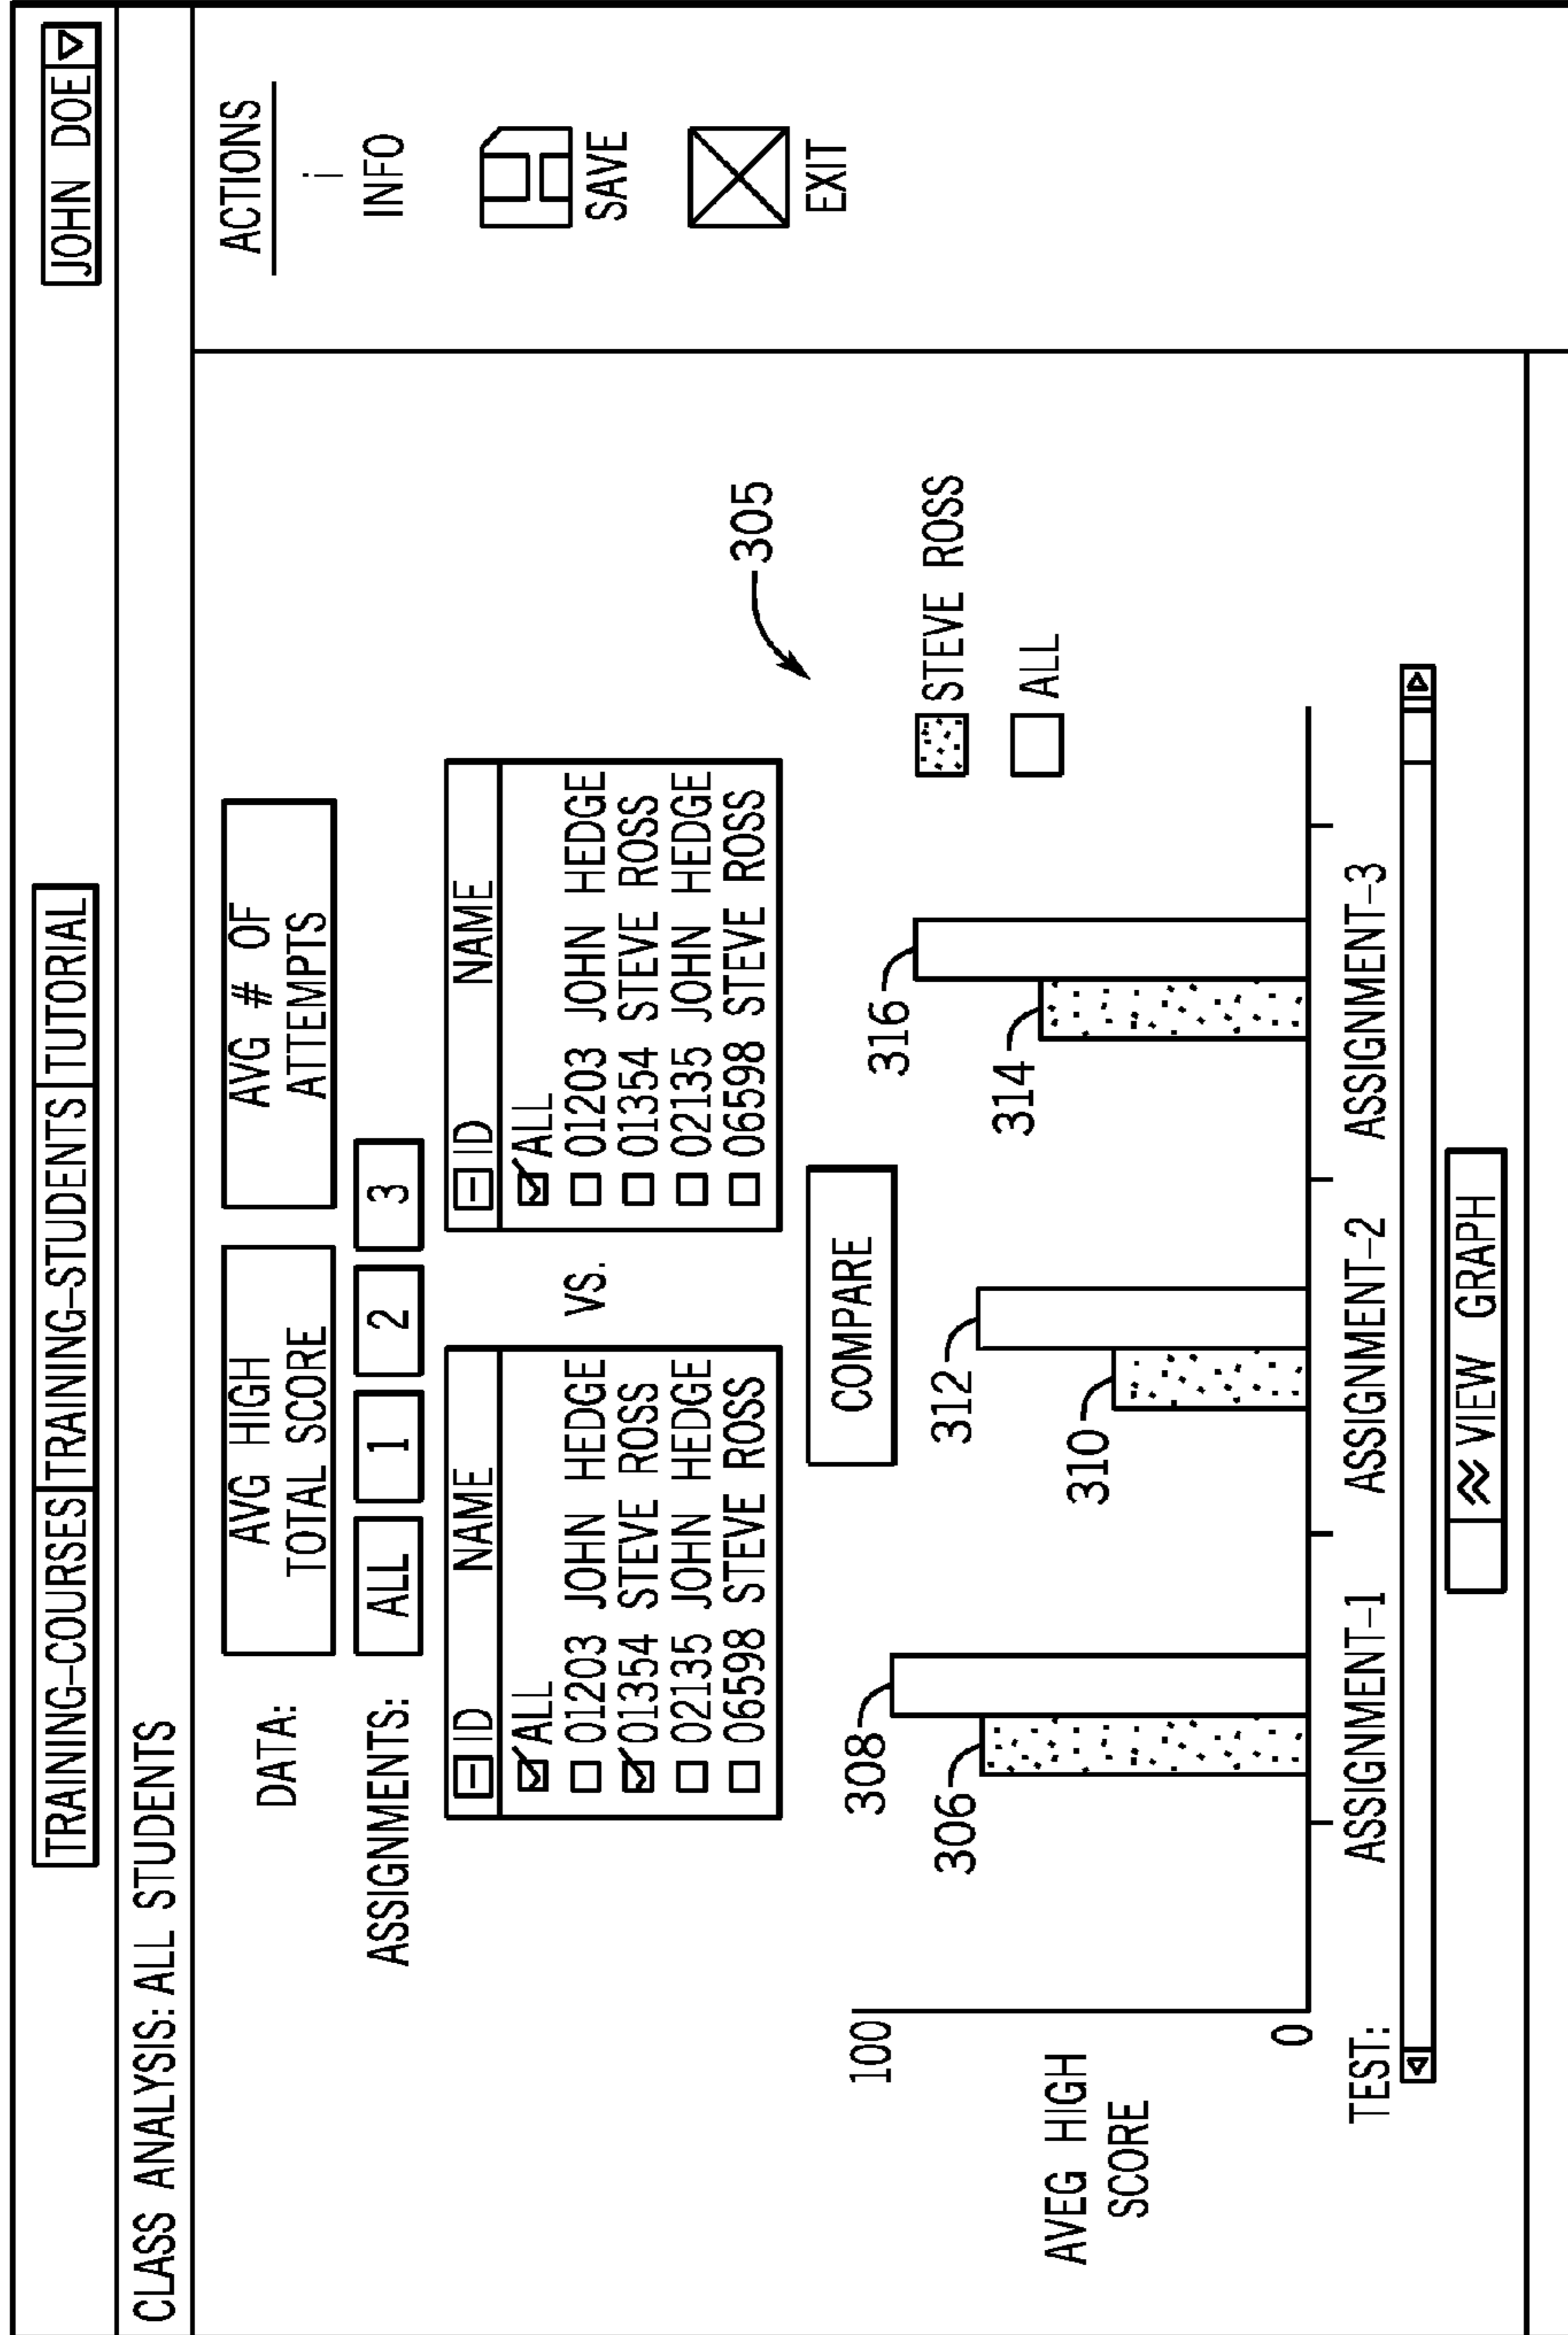 TRAINING-COURSES TRAINING-STUDENTS TUTORIAL
JOHN DOE
CLASS ANALYSIS: ALL STUDENTS
ACTIONS
i
INFO
SAVE
EXIT
DATA:
AVG HIGH
TOTAL SCORE
AVG # OF
ATTEMPTS
ASSIGNMENTS:
ALL
1
2
3
ID NAME
ALL
01203 JOHN HEDGE
01354 STEVE ROSS
02135 JOHN HEDGE
06598 STEVE ROSS
VS.
ID NAME
ALL
01203 JOHN HEDGE
01354 STEVE ROSS
02135 JOHN HEDGE
06598 STEVE ROSS
COMPARE
305
STEVE ROSS
ALL
AVEG HIGH
SCORE
100
0
306
308
310
312
314
316
TEST:
ASSIGNMENT-1
ASSIGNMENT-2
ASSIGNMENT-3
VIEW GRAPH